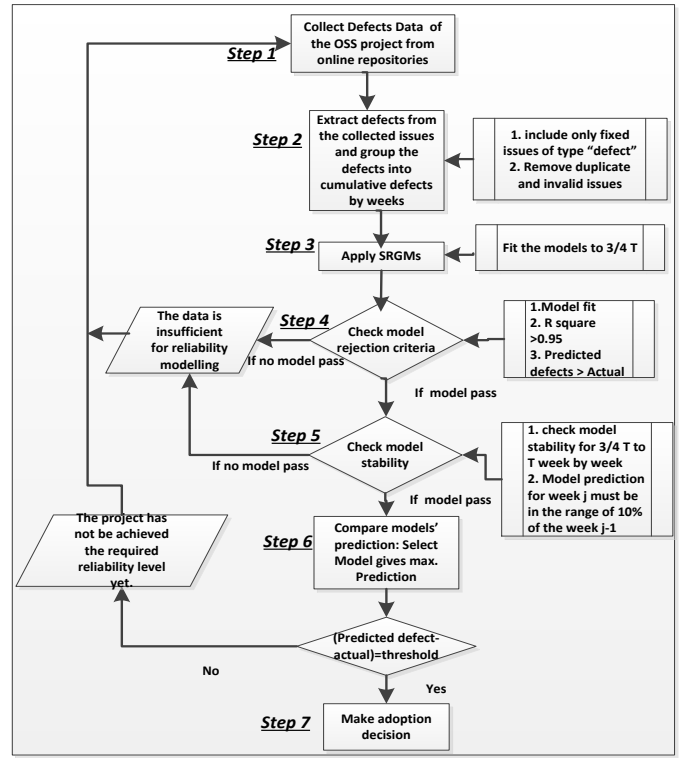 Collect Defects Data of
the OSS project from
online repositories
Step 1
Extract defects from
the collected issues
and group the
defects into
cumulative defects
by weeks
Step 2
1. include only fixed
issues of type “defect”
2. Remove duplicate
and invalid issues
Step 3
Apply SRGMs
Fit the models to 3/4 T
The data is
insufficient
for reliability
modelling
Step 4
If no model pass
Check model
rejection criteria
1.Model fit
2. R square
>0.95
3. Predicted
defects > Actual
If model pass
Step 5
If no model pass
Check model
stability
1. check model
stability for 3/4 T to
T week by week
2. Model prediction
for week j must be
in the range of 10%
of the week j-1
If model pass
The project has
not be achieved
the required
reliability level
yet.
Step 6
Compare models’
prediction: Select
Model gives max.
Prediction
(Predicted defect-
actual)=threshold
No
Yes
Step 7
Make adoption
decision